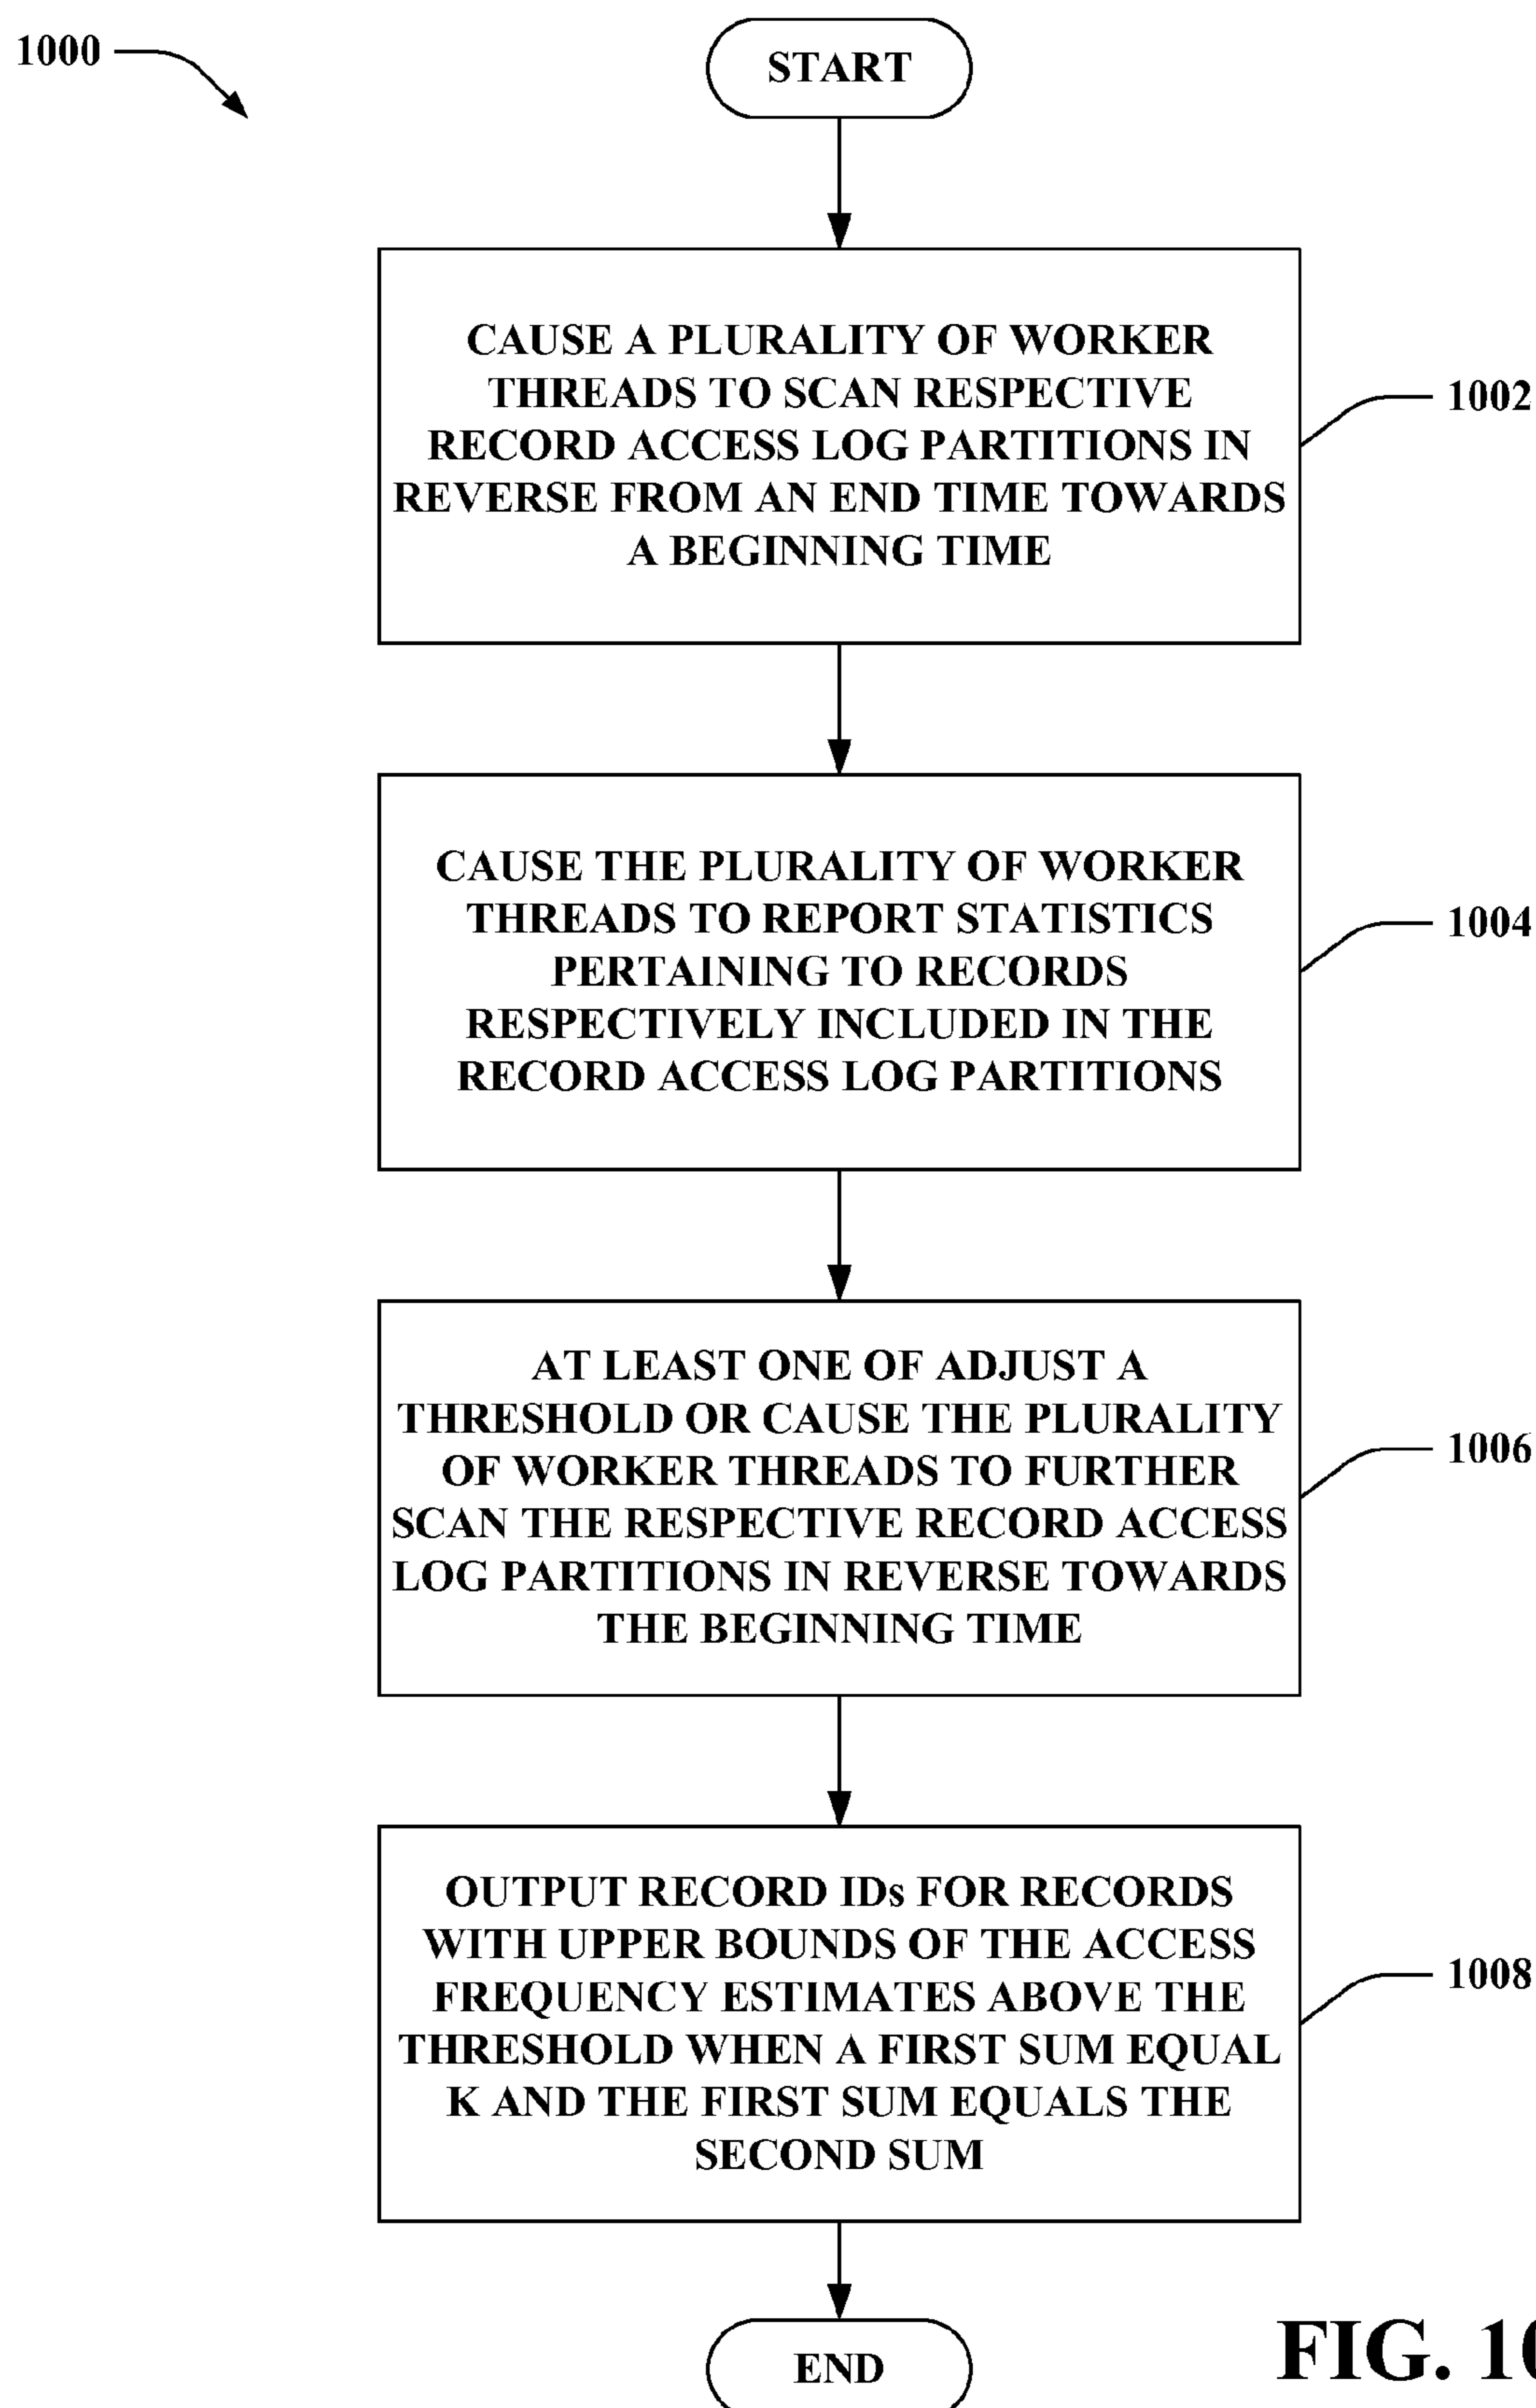 1000
START
CAUSE A PLURALITY OF WORKER
THREADS TO SCAN RESPECTIVE
RECORD ACCESS LOG PARTITIONS IN
REVERSE FROM AN END TIME TOWARDS
A BEGINNING TIME
1002
CAUSE THE PLURALITY OF WORKER
THREADS TO REPORT STATISTICS
PERTAINING TO RECORDS
RESPECTIVELY INCLUDED IN THE
RECORD ACCESS LOG PARTITIONS
1004
AT LEAST ONE OF ADJUST A
THRESHOLD OR CAUSE THE PLURALITY
OF WORKER THREADS TO FURTHER
SCAN THE RESPECTIVE RECORD ACCESS
LOG PARTITIONS IN REVERSE TOWARDS
THE BEGINNING TIME
1006
OUTPUT RECORD IDs FOR RECORDS
WITH UPPER BOUNDS OF THE ACCESS
FREQUENCY ESTIMATES ABOVE THE
THRESHOLD WHEN A FIRST SUM EQUAL
K AND THE FIRST SUM EQUALS THE
SECOND SUM
1008
END
FIG. 10